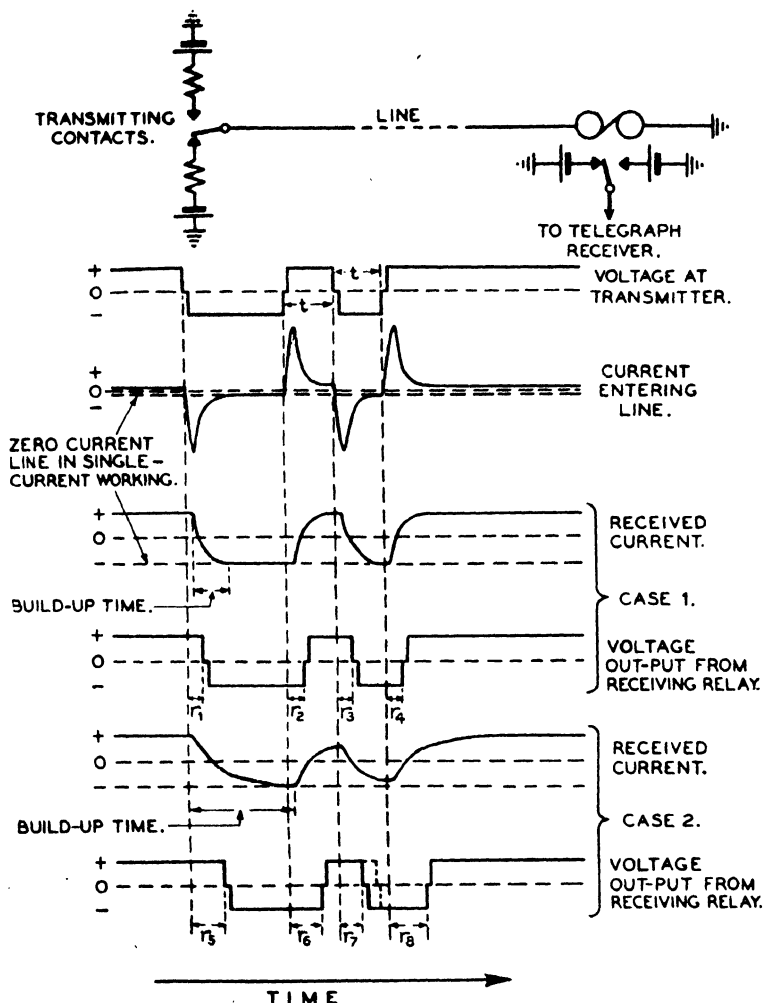 TRANSMITTING
CONTACTS.
LINE
TO TELEGRAPH
RECEIVER.
+
O
−
t
t
VOLTAGE AT
TRANSMITTER.
+
O
−
CURRENT
ENTERING
LINE.
ZERO CURRENT
LINE IN SINGLE-
CURRENT WORKING.
+
O
−
RECEIVED
CURRENT.
BUILD-UP TIME.
CASE 1.
+
O
−
VOLTAGE
OUT-PUT FROM
RECEIVING RELAY.
r1
r2
r3
r4
+
O
−
RECEIVED
CURRENT.
BUILD-UP TIME.
CASE 2.
+
O
−
VOLTAGE
OUT-PUT FROM
RECEIVING RELAY.
r5
r6
r7
r8
TIME